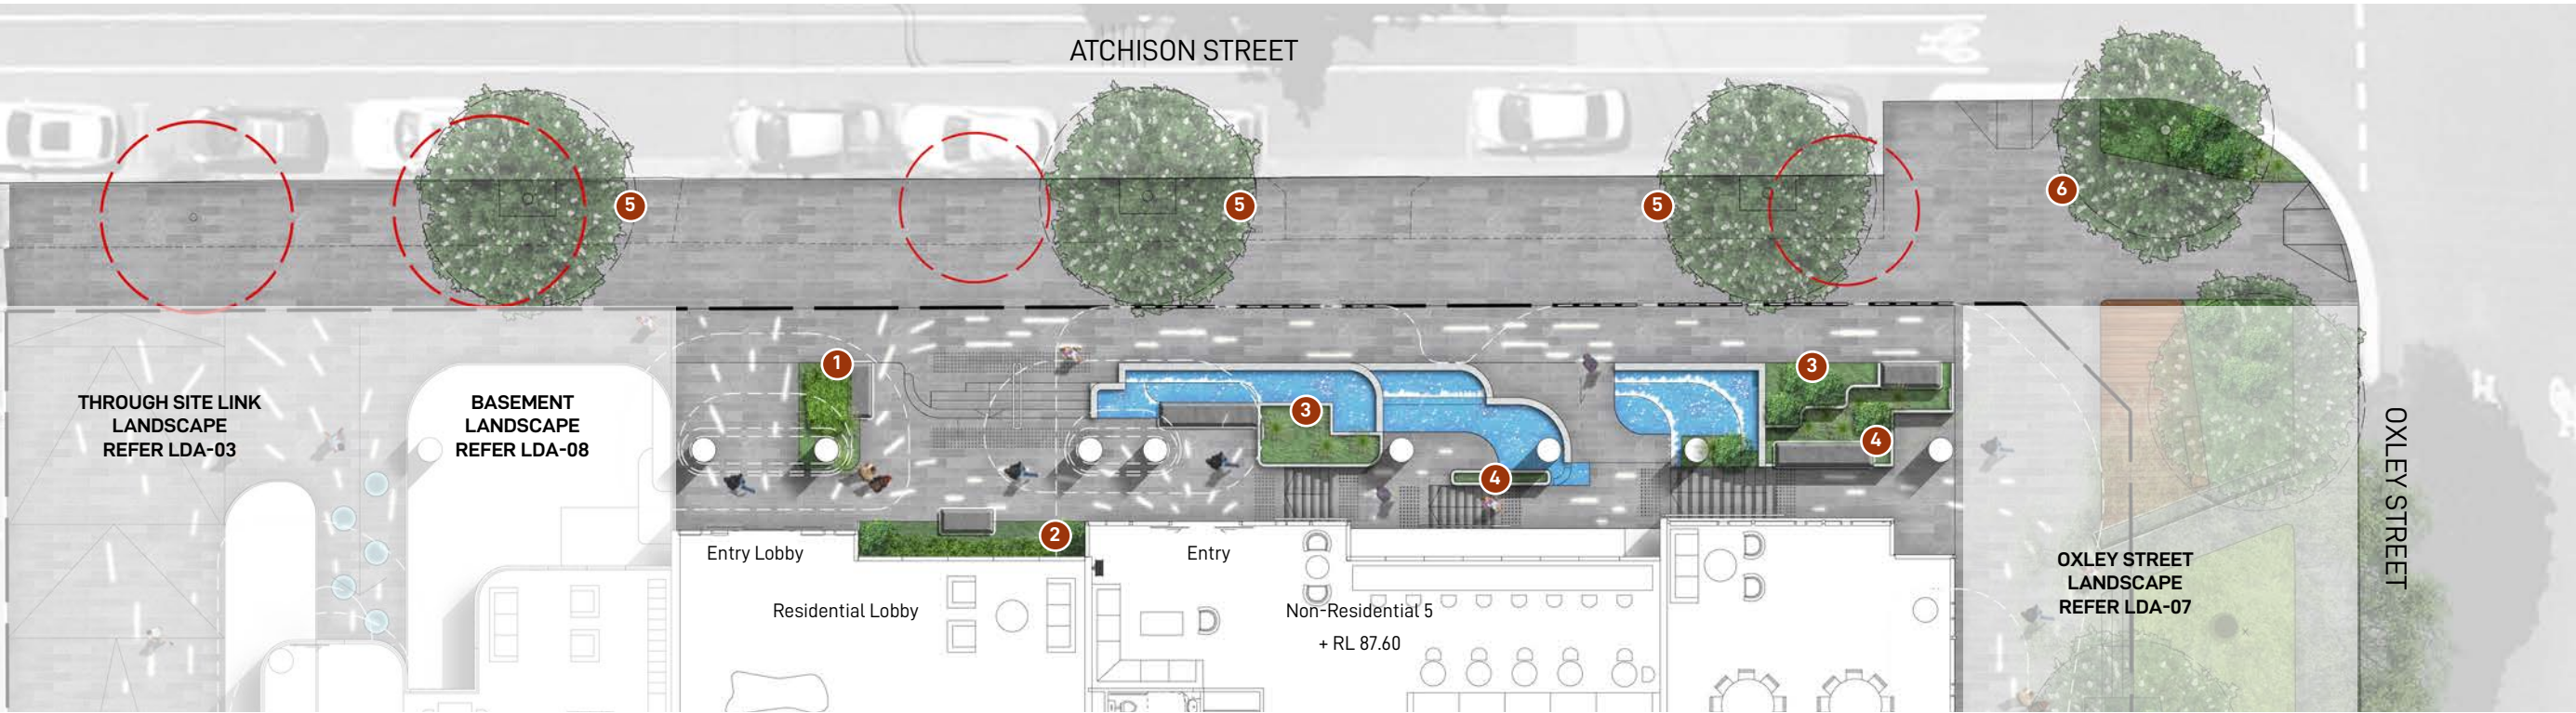 ATCHISON STREET
5
5
5
6
1
3
3
4
4
2
THROUGH SITE LINK
LANDSCAPE
REFER LDA-03
BASEMENT
LANDSCAPE
REFER LDA-08
Entry Lobby
Residential Lobby
Entry
Non-Residential 5
+ RL 87.60
OXLEY STREET
LANDSCAPE
REFER LDA-07
OXLEY STREET